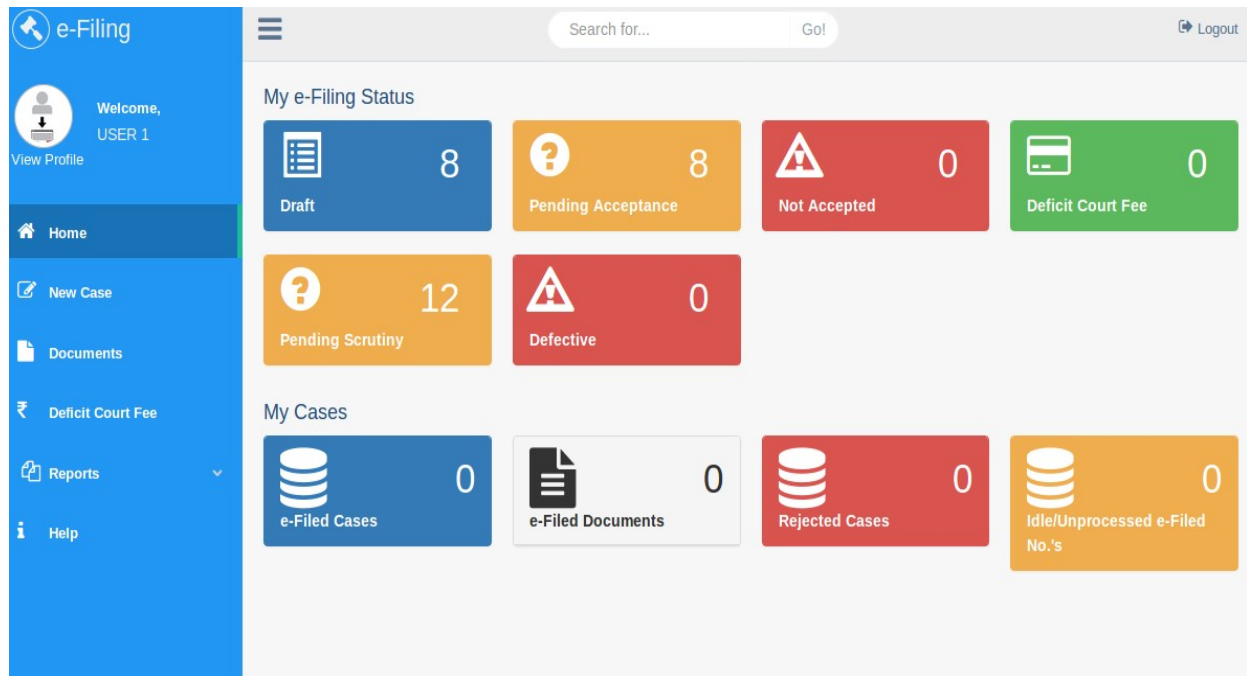 e-Filing
Search for...
Go!
Logout
Welcome,
USER 1
View Profile
Home
New Case
Documents
₹ Deficit Court Fee
Reports
Help
My e-Filing Status
8
Draft
8
Pending Acceptance
0
Not Accepted
0
Deficit Court Fee
12
Pending Scrutiny
0
Defective
My Cases
0
e-Filed Cases
0
e-Filed Documents
0
Rejected Cases
0
Idle/Unprocessed e-Filed
No.'s